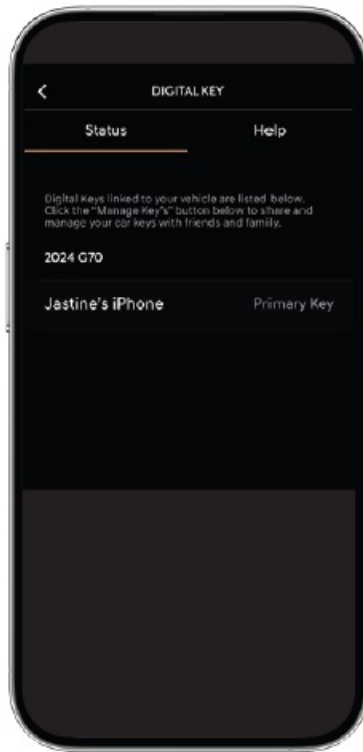 DIGITAL KEY
Status Help
Digital Keys linked to your vehicle are listed below.
Click the "Manage Key's" button below to share and
manage your car keys with friends and family.
2024 G70
Jastine's iPhone Primary Key